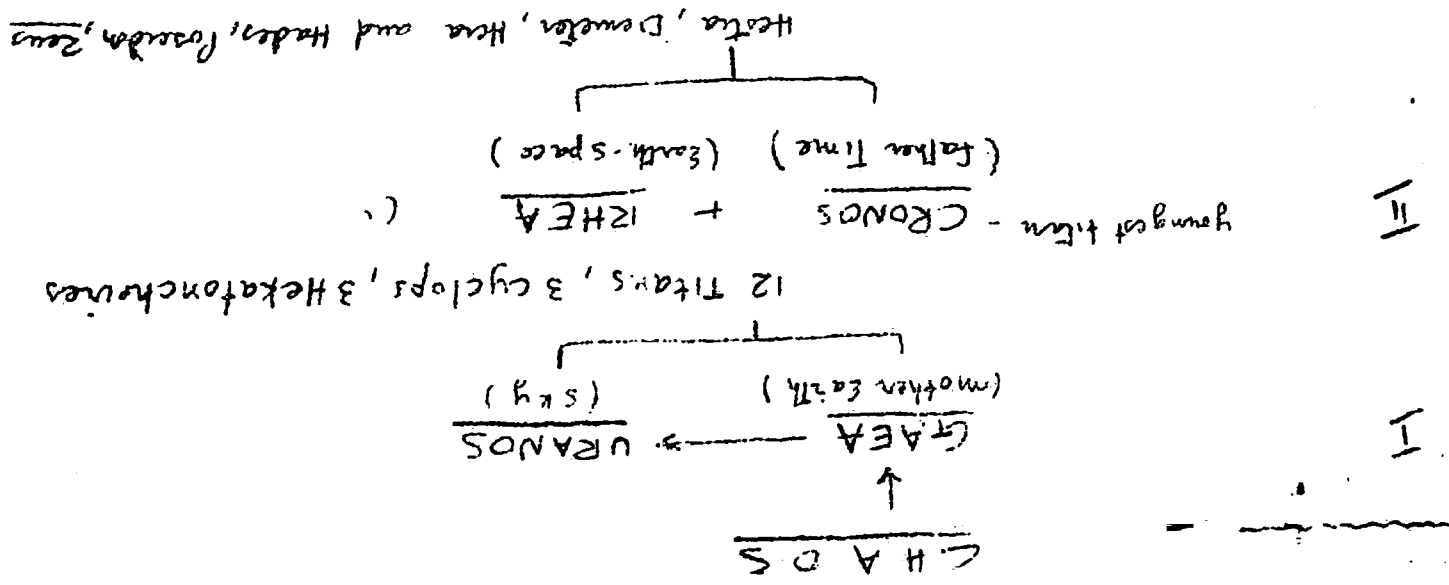 CHAOS
↓
I GAEA → URANOS
(mother Earth) (sky)
12 Titans, 3 cyclops, 3 Hekatoncheires
II youngest titan - CRONOS + RHEA (
(Father Time) (Earth-space)
Hestia, Demeter, Hera and Hades, Poseidon, Zeus